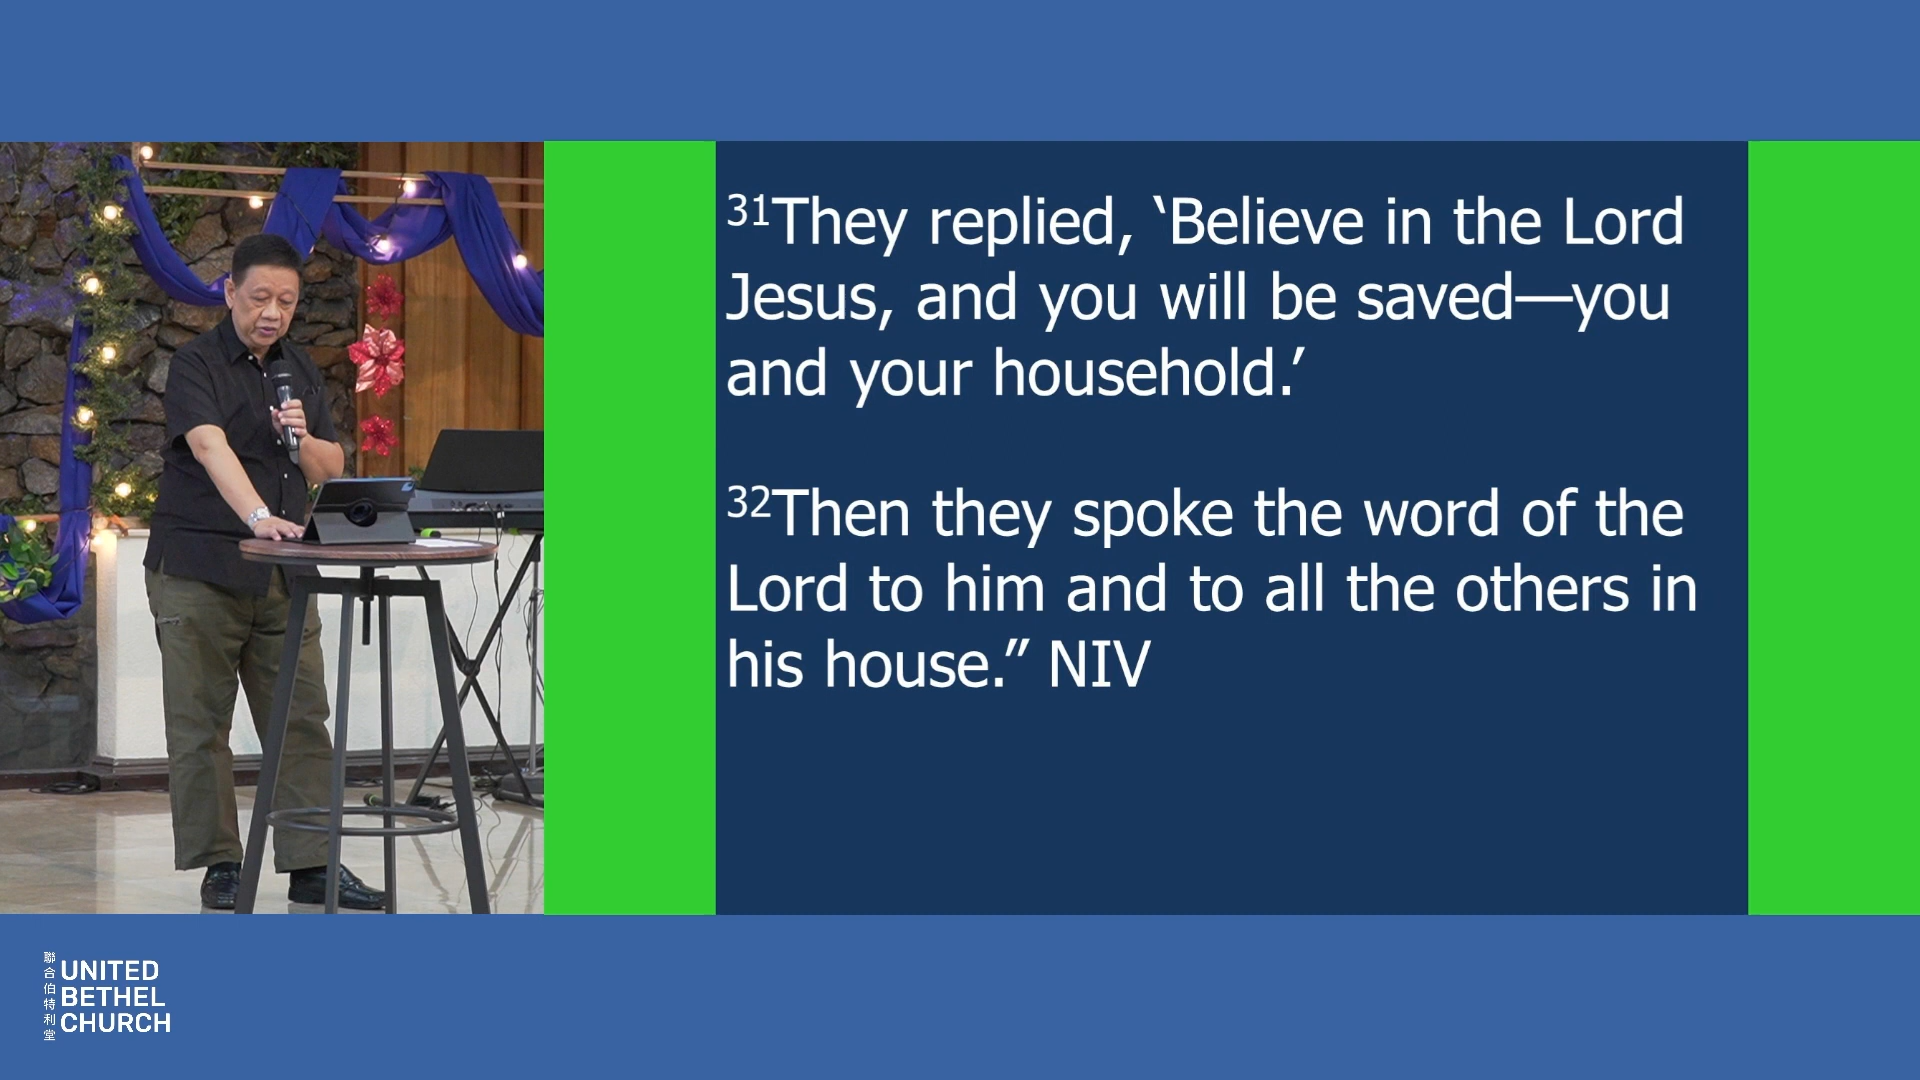 ³¹They replied, ‘Believe in the Lord
Jesus, and you will be saved—you
and your household.’
³²Then they spoke the word of the
Lord to him and to all the others in
his house.” NIV
聯合伯特利堂
UNITED
BETHEL
CHURCH